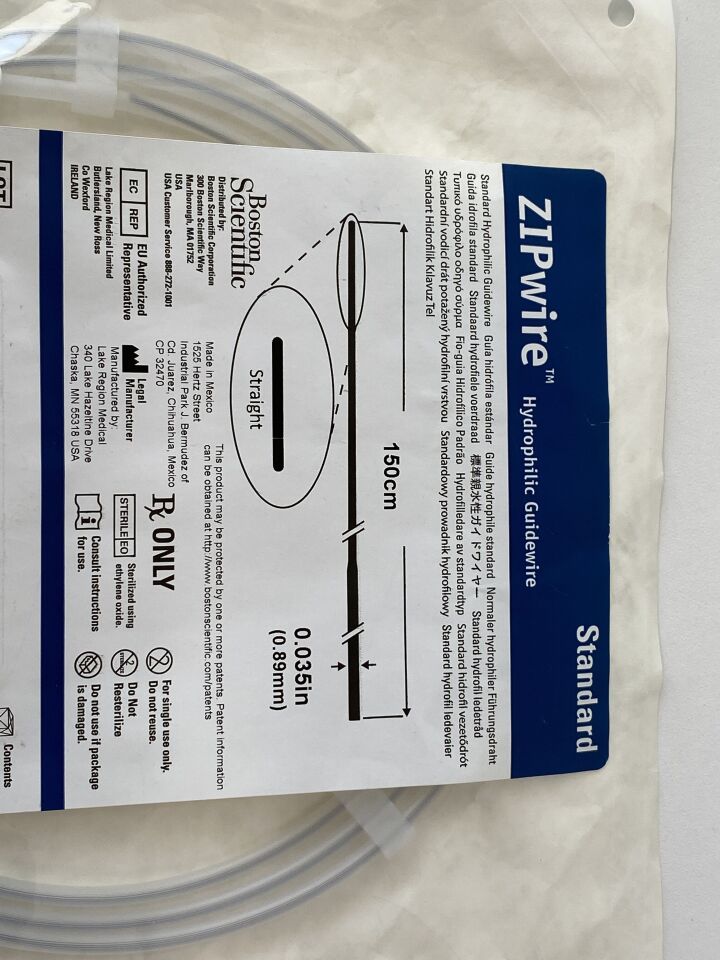 Standard
ZIPwire™ Hydrophilic Guidewire
Standard Hydrophilic Guidewire Guía hidrófila estándar Guide hydrophile standard Normaler hydrophiler Führungsdraht
Guida idrofila standard Standaard hydrofiele voerdraad 標準親水性ガイドワイヤー Standard hydrofil ledetråd
Τυπικό υδρόφιλο οδηγό σύρμα Fio-guia Hidrofílico Padrão Hydrofilledare av standardtyp Standard hidrofil vezetődrót
Standardní vodicí drát potažený hydrofilní vrstvou Standardowy prowadnik hydrofilowy Standard hydrofil ledevaier
Standart Hidrofilik Kılavuz Tel
150cm
0.035in
(0.89mm)
Straight
Boston
Scientific
Distributed by:
Boston Scientific Corporation
300 Boston Scientific Way
Marlborough, MA 01752
USA
USA Customer Service 888-272-1001
EC REP
EU Authorized
Representative
Lake Region Medical Limited
Butlersland, New Ross
Co Wexford
IRELAND
This product may be protected by one or more patents. Patent information
can be obtained at http://www.bostonscientific.com/patents
Made in Mexico
1525 Hertz Street
Industrial Park J. Bermudez of
Cd. Juarez, Chihuahua, Mexico
CP 32470
Legal
Manufacturer
Manufactured by:
Lake Region Medical
340 Lake Hazeltine Drive
Chaska, MN 55318 USA
Rx ONLY
STERILE EO
Sterilized using
ethylene oxide.
Consult instructions
for use.
For single use only.
Do not reuse.
Do Not
Resterilize
Do not use if package
is damaged.
Contents
LOT